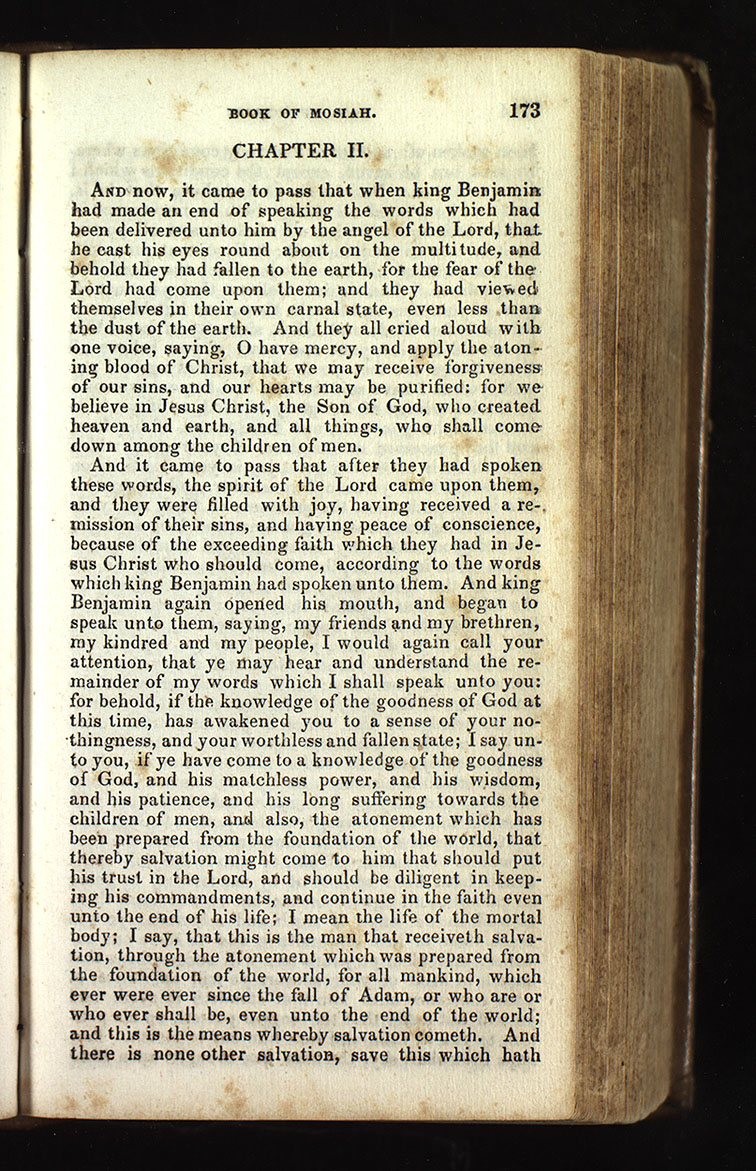 BOOK OF MOSIAH. 173
CHAPTER II.
AND now, it came to pass that when king Benjamin
had made an end of speaking the words which had
been delivered unto him by the angel of the Lord, that
he cast his eyes round about on the multitude, and
behold they had fallen to the earth, for the fear of the
Lord had come upon them; and they had viewed
themselves in their own carnal state, even less than
the dust of the earth. And they all cried aloud with
one voice, saying, O have mercy, and apply the aton-
ing blood of Christ, that we may receive forgiveness
of our sins, and our hearts may be purified: for we
believe in Jesus Christ, the Son of God, who created
heaven and earth, and all things, who shall come
down among the children of men.
And it came to pass that after they had spoken
these words, the spirit of the Lord came upon them,
and they were filled with joy, having received a re-
mission of their sins, and having peace of conscience,
because of the exceeding faith which they had in Je-
sus Christ who should come, according to the words
which king Benjamin had spoken unto them. And king
Benjamin again opened his mouth, and began to
speak unto them, saying, my friends and my brethren,
my kindred and my people, I would again call your
attention, that ye may hear and understand the re-
mainder of my words which I shall speak unto you:
for behold, if the knowledge of the goodness of God at
this time, has awakened you to a sense of your no-
thingness, and your worthless and fallen state; I say un-
to you, if ye have come to a knowledge of the goodness
of God, and his matchless power, and his wisdom,
and his patience, and his long suffering towards the
children of men, and also, the atonement which has
been prepared from the foundation of the world, that
thereby salvation might come to him that should put
his trust in the Lord, and should be diligent in keep-
ing his commandments, and continue in the faith even
unto the end of his life; I mean the life of the mortal
body; I say, that this is the man that receiveth salva-
tion, through the atonement which was prepared from
the foundation of the world, for all mankind, which
ever were ever since the fall of Adam, or who are or
who ever shall be, even unto the end of the world;
and this is the means whereby salvation cometh. And
there is none other salvation, save this which hath